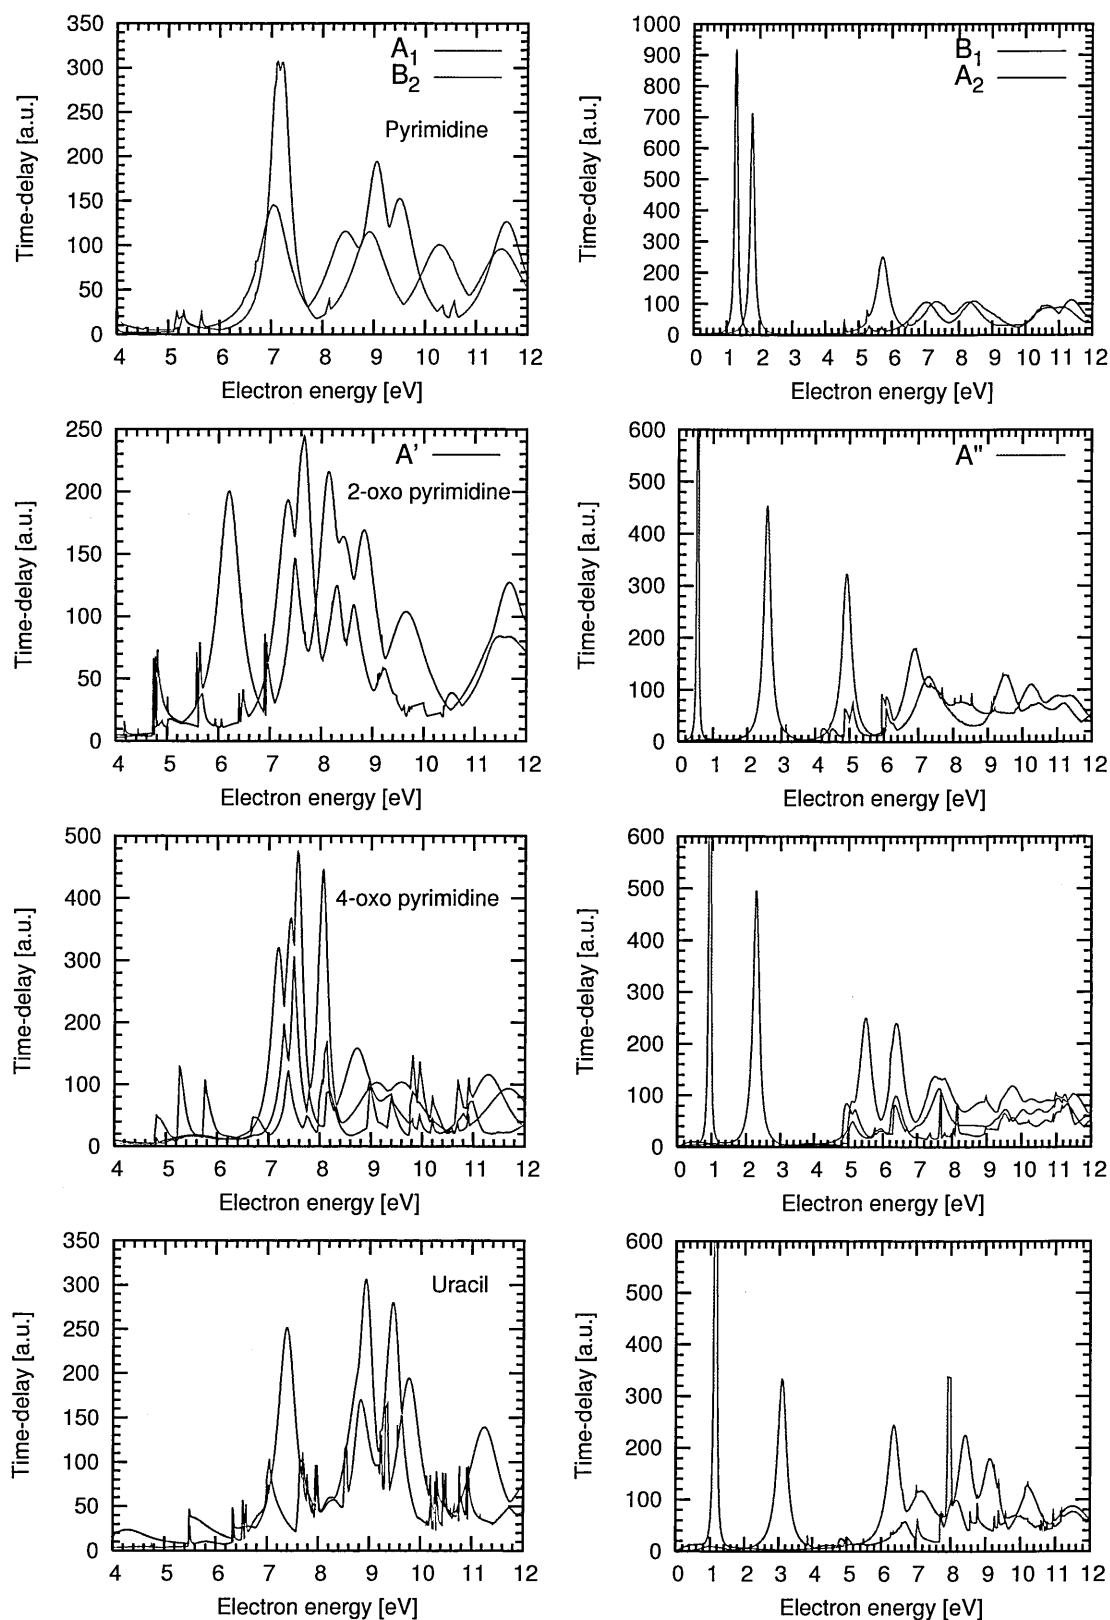 350
300
250
200
150
100
50
0
Time-delay [a.u.]
A1
B2
Pyrimidine
4 5 6 7 8 9 10 11 12
Electron energy [eV]
1000
900
800
700
600
500
400
300
200
100
0
Time-delay [a.u.]
B1
A2
0 1 2 3 4 5 6 7 8 9 10 11 12
Electron energy [eV]
250
200
150
100
50
0
Time-delay [a.u.]
A'
2-oxo pyrimidine
4 5 6 7 8 9 10 11 12
Electron energy [eV]
600
500
400
300
200
100
0
Time-delay [a.u.]
A"
0 1 2 3 4 5 6 7 8 9 10 11 12
Electron energy [eV]
500
400
300
200
100
0
Time-delay [a.u.]
4-oxo pyrimidine
4 5 6 7 8 9 10 11 12
Electron energy [eV]
600
500
400
300
200
100
0
Time-delay [a.u.]
0 1 2 3 4 5 6 7 8 9 10 11 12
Electron energy [eV]
350
300
250
200
150
100
50
0
Time-delay [a.u.]
Uracil
4 5 6 7 8 9 10 11 12
Electron energy [eV]
600
500
400
300
200
100
0
Time-delay [a.u.]
0 1 2 3 4 5 6 7 8 9 10 11 12
Electron energy [eV]